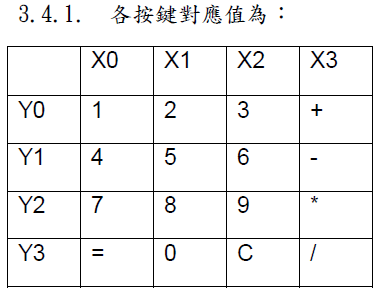 3.4.1. 各按鍵對應值為：
X0 X1 X2 X3
Y0 1 2 3 +
Y1 4 5 6 -
Y2 7 8 9 *
Y3 = 0 C /